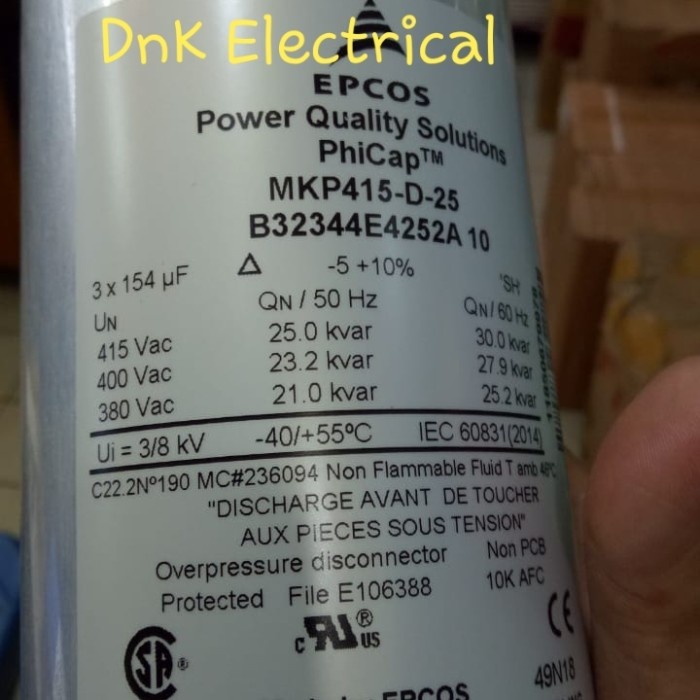 DnK Electrical
EPCOS
Power Quality Solutions
PhiCap™
MKP415-D-25
B32344E4252A 10
3 x 154 µF Δ -5 +10% 'SH'
UN QN / 50 Hz QN / 60 Hz
415 Vac 25.0 kvar 30.0 kvar
400 Vac 23.2 kvar 27.9 kvar
380 Vac 21.0 kvar 25.2 kvar
Ui = 3/8 kV -40/+55ºC IEC 60831(2014)
C22.2Nº190 MC#236094 Non Flammable Fluid T amb
"DISCHARGE AVANT DE TOUCHER
AUX PIECES SOUS TENSION"
Overpressure disconnector Non PCB
Protected File E106388 10K AFC
SA ®
c RU ® US CE
49N18
EPCOS